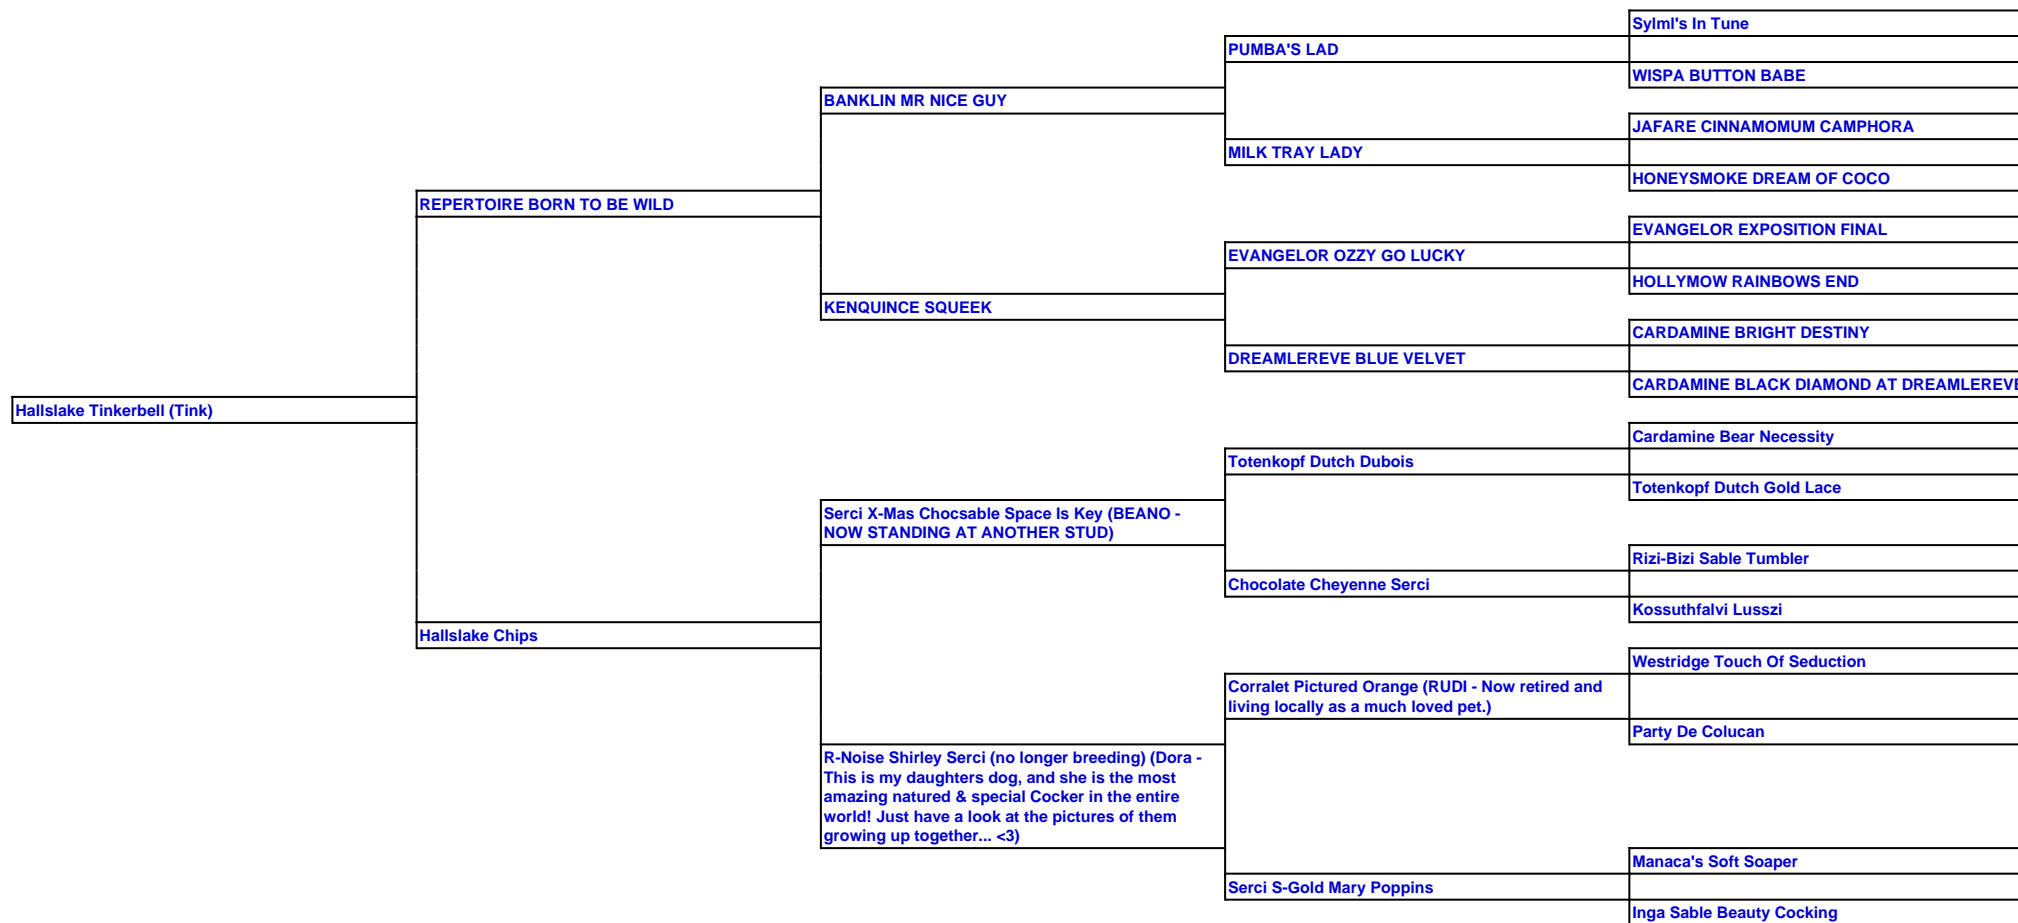 Sylml's In Tune
PUMBA'S LAD
WISPA BUTTON BABE
BANKLIN MR NICE GUY
JAFARE CINNAMOMUM CAMPHORA
MILK TRAY LADY
HONEYSMOKE DREAM OF COCO
REPERTOIRE BORN TO BE WILD
EVANGELOR EXPOSITION FINAL
EVANGELOR OZZY GO LUCKY
HOLLYMOW RAINBOWS END
KENQUINCE SQUEEK
CARDAMINE BRIGHT DESTINY
DREAMLEREVE BLUE VELVET
CARDAMINE BLACK DIAMOND AT DREAMLEREVE
Hallslake Tinkerbell (Tink)
Cardamine Bear Necessity
Totenkopf Dutch Dubois
Totenkopf Dutch Gold Lace
Serci X-Mas Chocsable Space Is Key (BEANO -
NOW STANDING AT ANOTHER STUD)
Rizi-Bizi Sable Tumbler
Chocolate Cheyenne Serci
Kossuthfalvi Lusszi
Hallslake Chips
Westridge Touch Of Seduction
Corralet Pictured Orange (RUDI - Now retired and
living locally as a much loved pet.)
Party De Colucan
R-Noise Shirley Serci (no longer breeding) (Dora -
This is my daughters dog, and she is the most
amazing natured & special Cocker in the entire
world! Just have a look at the pictures of them
growing up together... <3)
Manaca's Soft Soaper
Serci S-Gold Mary Poppins
Inga Sable Beauty Cocking